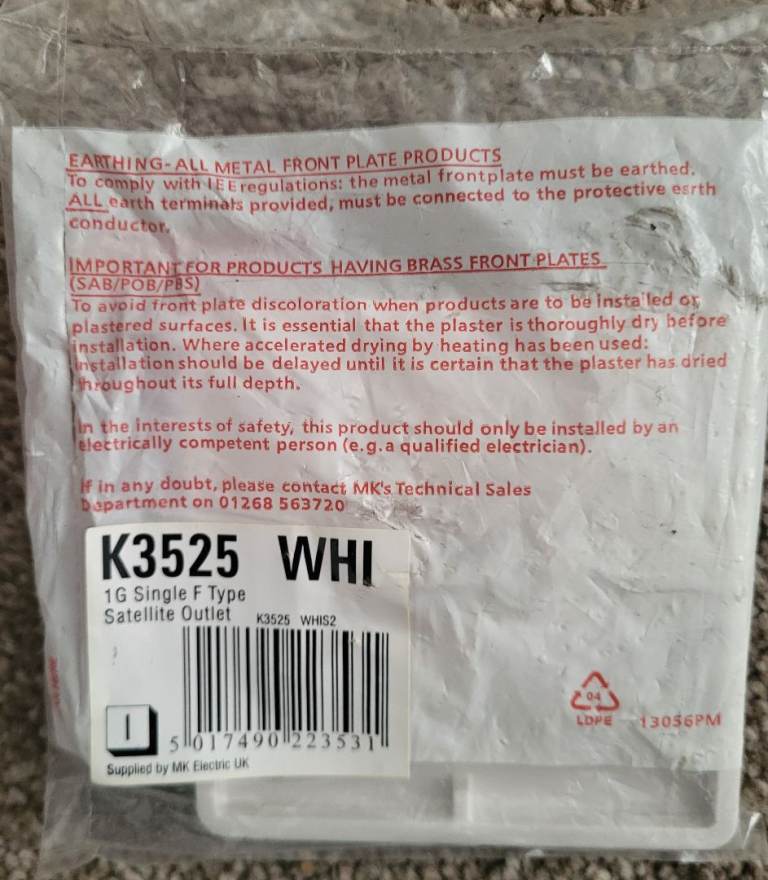 EARTHING-ALL METAL FRONT PLATE PRODUCTS
To comply with IEE regulations: the metal frontplate must be earthed.
ALL earth terminals provided, must be connected to the protective earth
conductor.
IMPORTANT FOR PRODUCTS HAVING BRASS FRONT PLATES
(SAB/POB/PBS)
To avoid front plate discoloration when products are to be installed on
plastered surfaces. It is essential that the plaster is thoroughly dry before
installation. Where accelerated drying by heating has been used:
installation should be delayed until it is certain that the plaster has dried
throughout its full depth.
In the interests of safety, this product should only be installed by an
electrically competent person (e.g.a qualified electrician).
If in any doubt, please contact MK's Technical Sales
Department on 01268 563720
K3525 WHI
1G Single F Type
Satellite Outlet K3525 WHIS2
I
5 017490 223531
Supplied by MK Electric UK
04
LDPE 13056PM